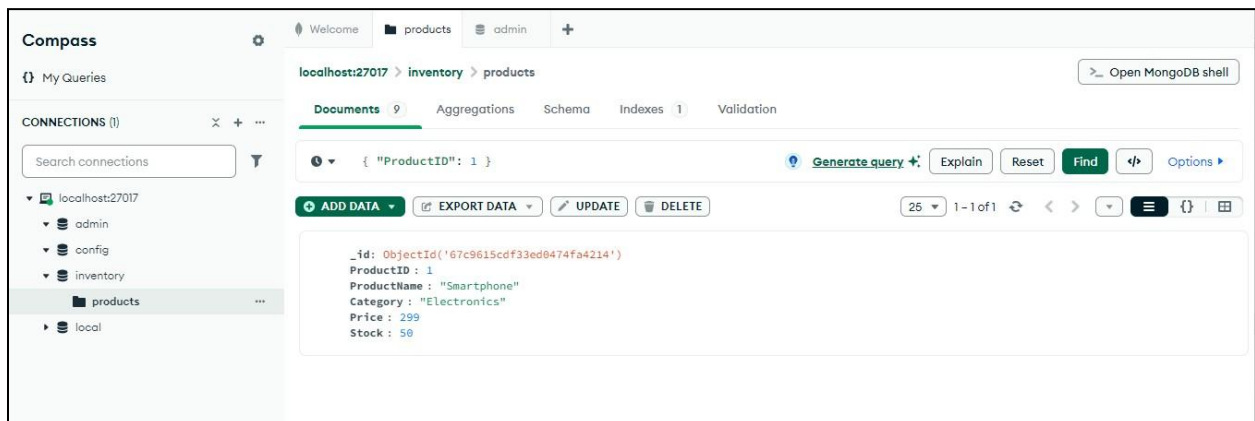 Compass
{} My Queries
CONNECTIONS (1)
Search connections
localhost:27017
admin
config
inventory
products
local
Welcome
products
admin
localhost:27017 > inventory > products
>_ Open MongoDB shell
Documents 9 Aggregations Schema Indexes 1 Validation
{ "ProductID": 1 }
Generate query Explain Reset Find </> Options
ADD DATA EXPORT DATA UPDATE DELETE
25 1-1 of 1 {}
_id: ObjectId('67c9615cdf33ed0474fa4214')
ProductID : 1
ProductName : "Smartphone"
Category : "Electronics"
Price : 299
Stock : 50